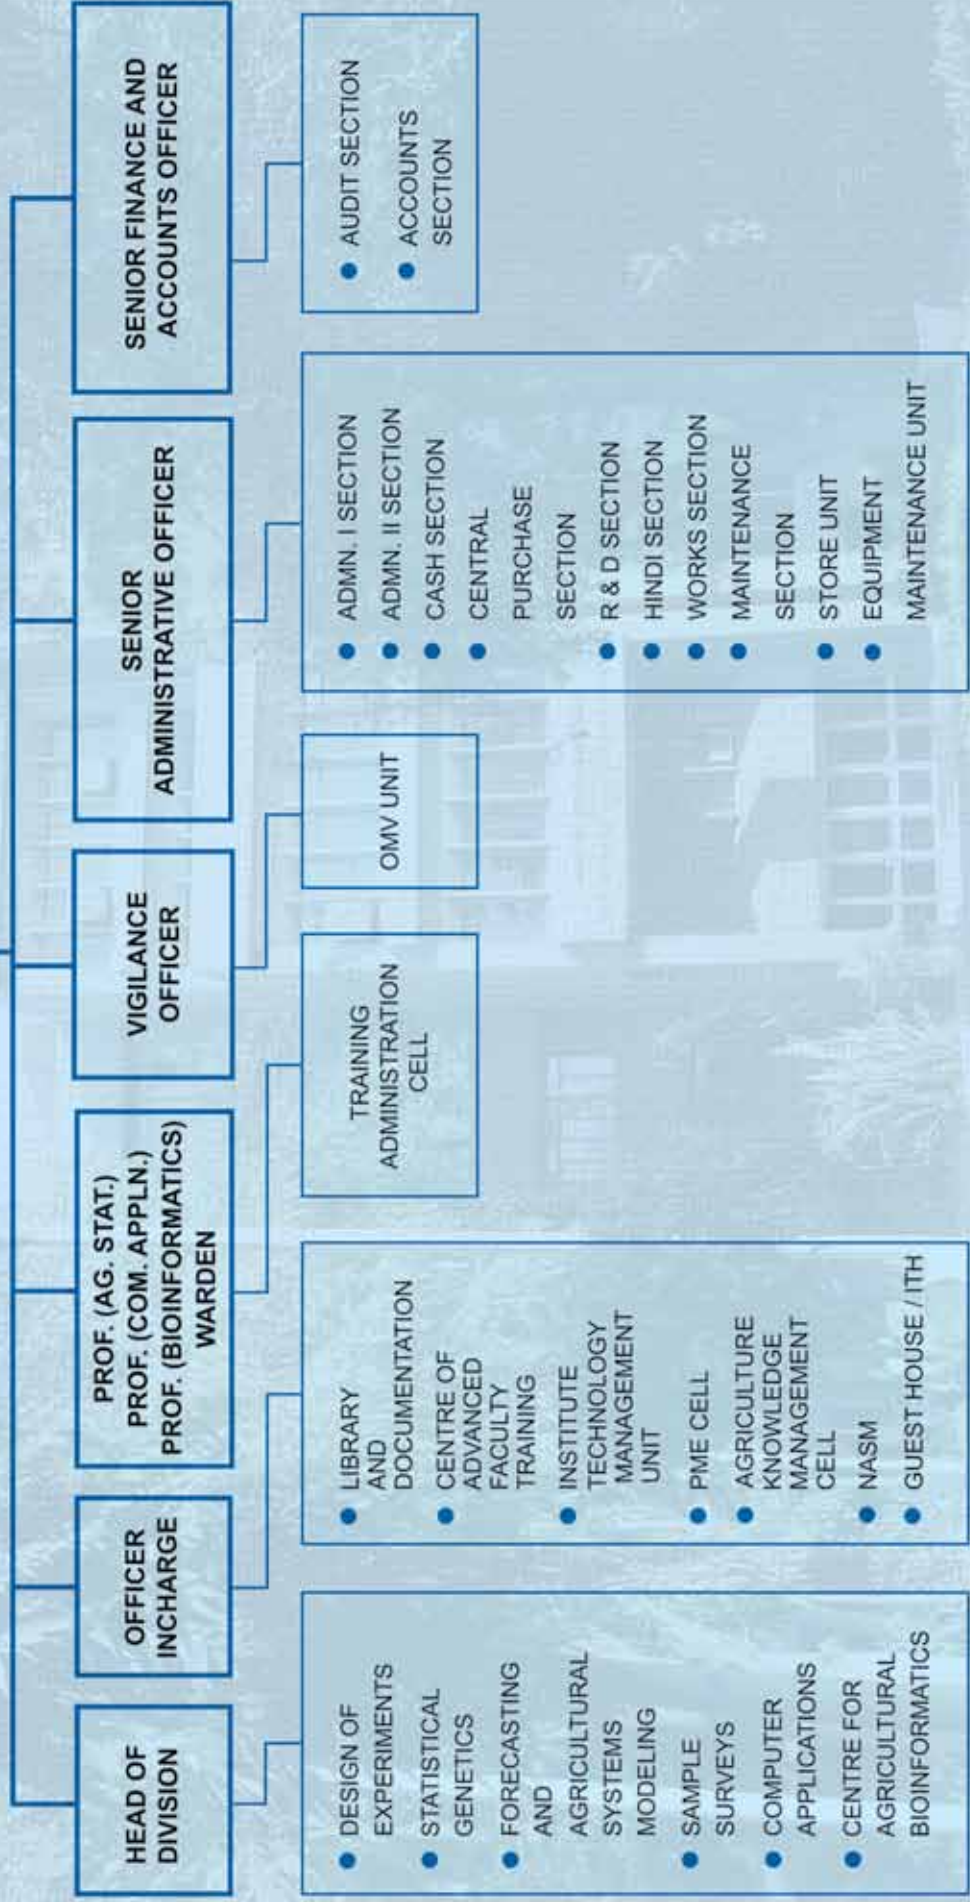 HEAD OF
DIVISION
OFFICER
INCHARGE
PROF. (AG. STAT.)
PROF. (COM. APPLN.)
PROF. (BIOINFORMATICS)
WARDEN
VIGILANCE
OFFICER
SENIOR
ADMINISTRATIVE OFFICER
SENIOR FINANCE AND
ACCOUNTS OFFICER
● DESIGN OF
EXPERIMENTS
● STATISTICAL
GENETICS
● FORECASTING
AND
AGRICULTURAL
SYSTEMS
MODELING
● SAMPLE
SURVEYS
● COMPUTER
APPLICATIONS
● CENTRE FOR
AGRICULTURAL
BIOINFORMATICS
● LIBRARY
AND
DOCUMENTATION
● CENTRE OF
ADVANCED
FACULTY
TRAINING
● INSTITUTE
TECHNOLOGY
MANAGEMENT
UNIT
● PME CELL
● AGRICULTURE
KNOWLEDGE
MANAGEMENT
CELL
● NASM
● GUEST HOUSE / ITH
TRAINING
ADMINISTRATION
CELL
OMV UNIT
● ADMN. I SECTION
● ADMN. II SECTION
● CASH SECTION
● CENTRAL
PURCHASE
SECTION
● R & D SECTION
● HINDI SECTION
● WORKS SECTION
● MAINTENANCE
SECTION
● STORE UNIT
● EQUIPMENT
MAINTENANCE UNIT
● AUDIT SECTION
● ACCOUNTS
SECTION